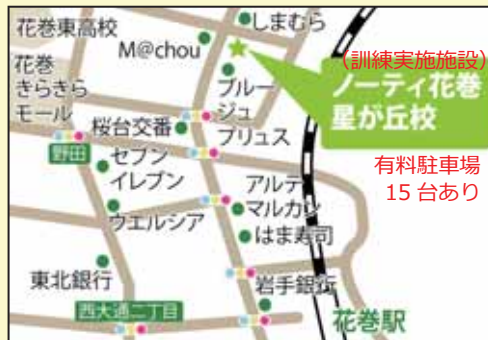 しまむら
花巻東高校
M@chou
(訓練実施施設)
ノーティ花巻
星が丘校
花巻
きらきら
モール
ブルー
ジュ
プリュス
桜台交番
野田
セブン
イレブン
有料駐車場
15 台あり
アルテ
マルカン
ウエルシア
はま寿司
東北銀行
岩手銀行
西大通二丁目
花巻駅